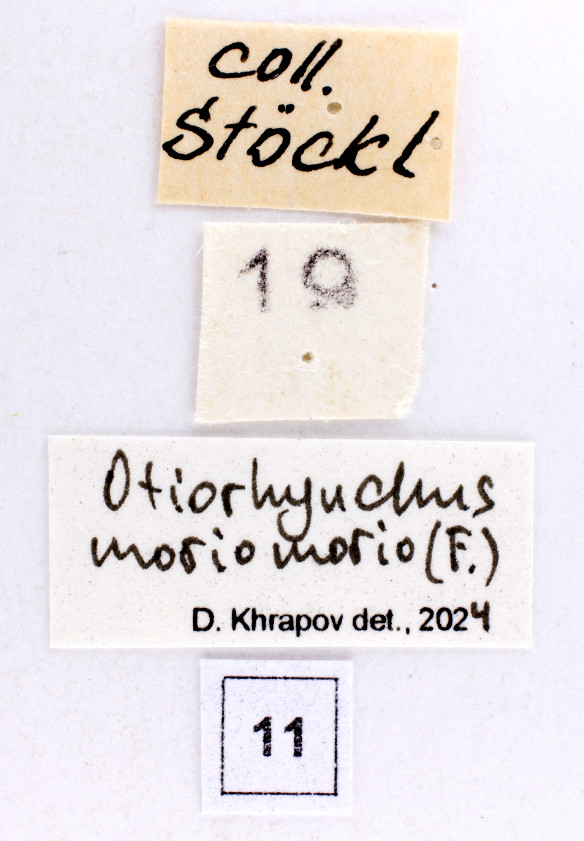 coll.
Stöckl
19
Otiorhynchus
morio morio (F.)
D. Khrapov det., 2024
11